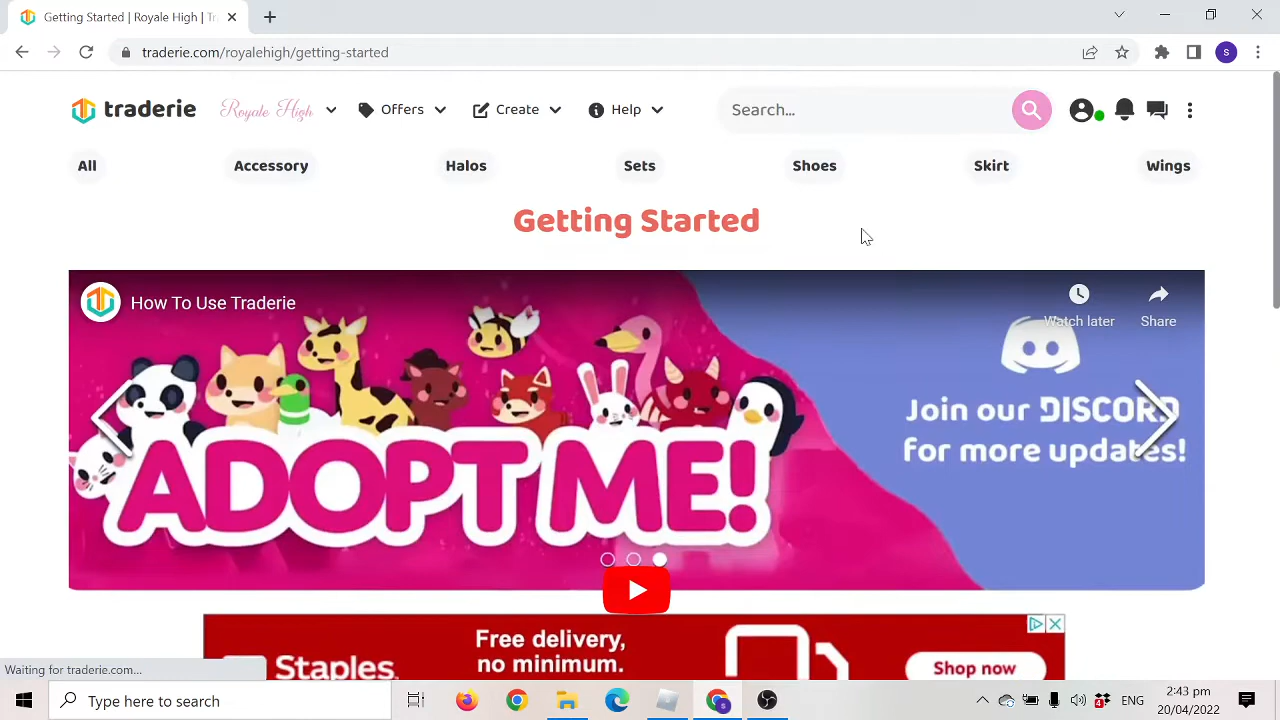 Getting Started | Royale High | Tr
traderie.com/royalehigh/getting-started
S
traderie Royale High Offers Create Help Search...
All Accessory Halos Sets Shoes Skirt Wings
Getting Started
How To Use Traderie
Watch later Share
ADOPT ME!
Join our DISCORD
for more updates!
Free delivery,
no minimum.
Staples.
Shop now
Waiting for traderie.com...
Type here to search
ENG
2:43 pm
20/04/2022